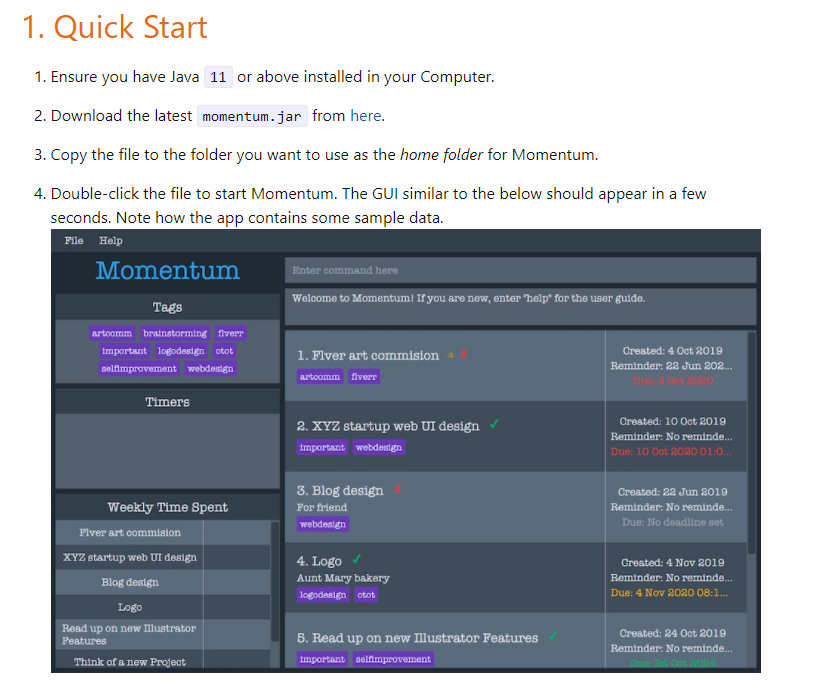 1. Quick Start
1. Ensure you have Java 11 or above installed in your Computer.
2. Download the latest momentum.jar from here.
3. Copy the file to the folder you want to use as the home folder for Momentum.
4. Double-click the file to start Momentum. The GUI similar to the below should appear in a few
seconds. Note how the app contains some sample data.
File Help
Momentum
Enter command here
Welcome to Momentum! If you are new, enter "help" for the user guide.
Tags
artcomm brainstorming fiverr
important logodesign otot
selfimprovement webdesign
Timers
Weekly Time Spent
Fiver art commision
XYZ startup web UI design
Blog design
Logo
Read up on new Illustrator
Features
Think of a new Project
1. Fiver art commision
artcomm fiverr
Created: 4 Oct 2019
Reminder: 22 Jun 202...
Due: 4 Oct 2020
2. XYZ startup web UI design
important webdesign
Created: 10 Oct 2019
Reminder: No reminde...
Due: 10 Oct 2020 01:0...
3. Blog design
For friend
webdesign
Created: 22 Jun 2019
Reminder: No reminde...
Due: No deadline set
4. Logo
Aunt Mary bakery
logodesign otot
Created: 4 Nov 2019
Reminder: No reminde...
Due: 4 Nov 2020 08:1...
5. Read up on new Illustrator Features
important selfimprovement
Created: 24 Oct 2019
Reminder: No reminde...
Due: 24 Oct 2024